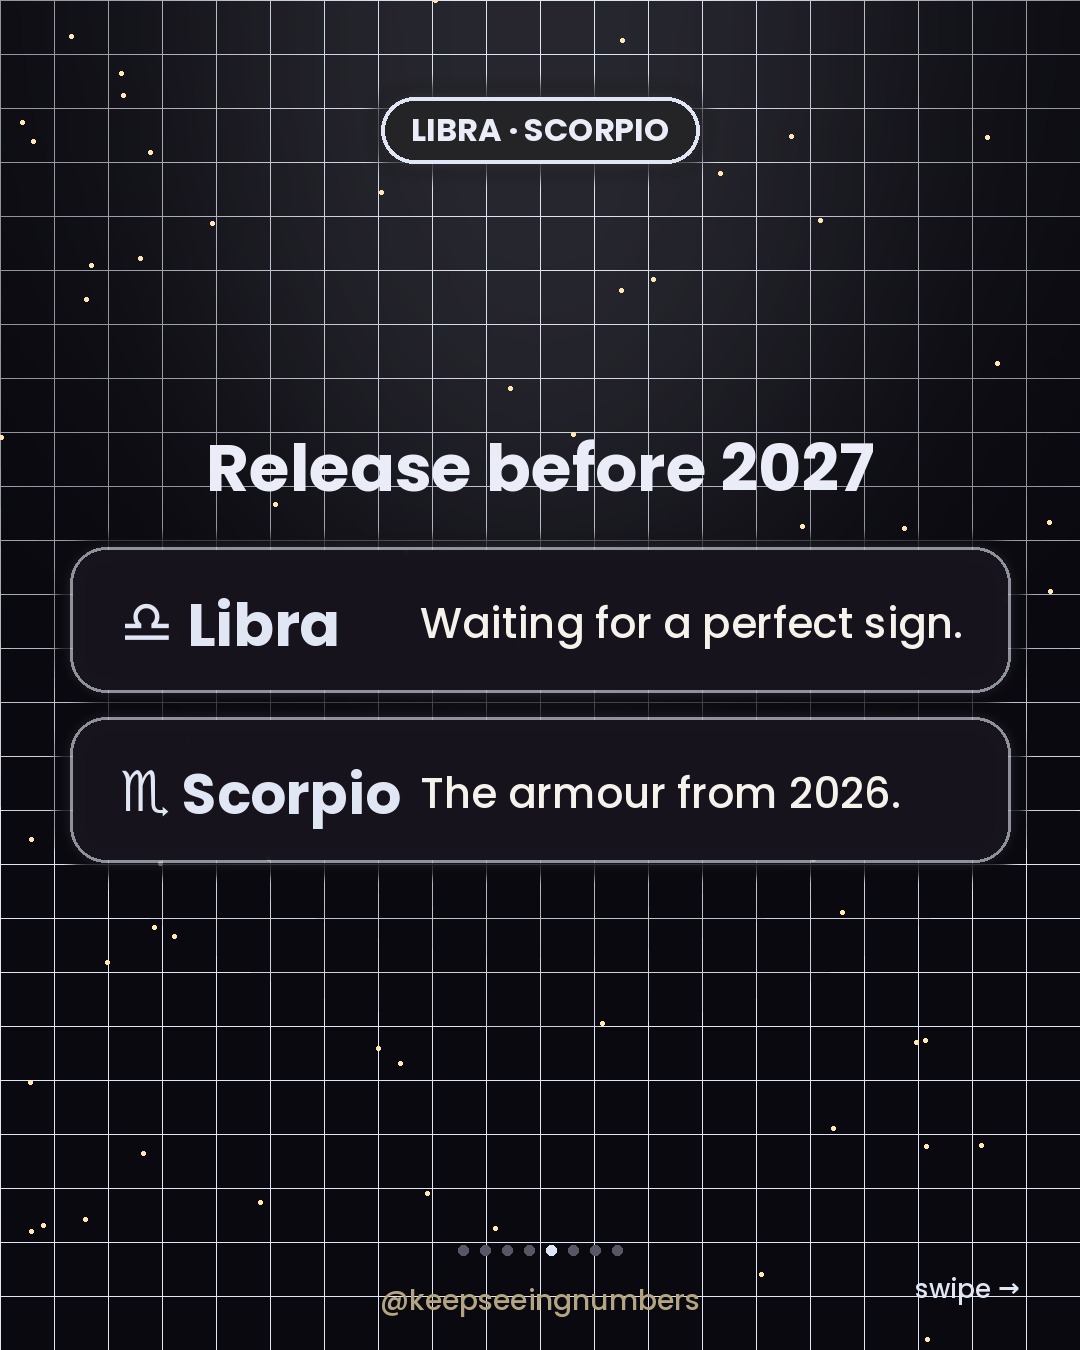 LIBRA · SCORPIO
Release before 2027
♎ Libra Waiting for a perfect sign.
♏ Scorpio The armour from 2026.
@keepseeingnumbers
swipe →